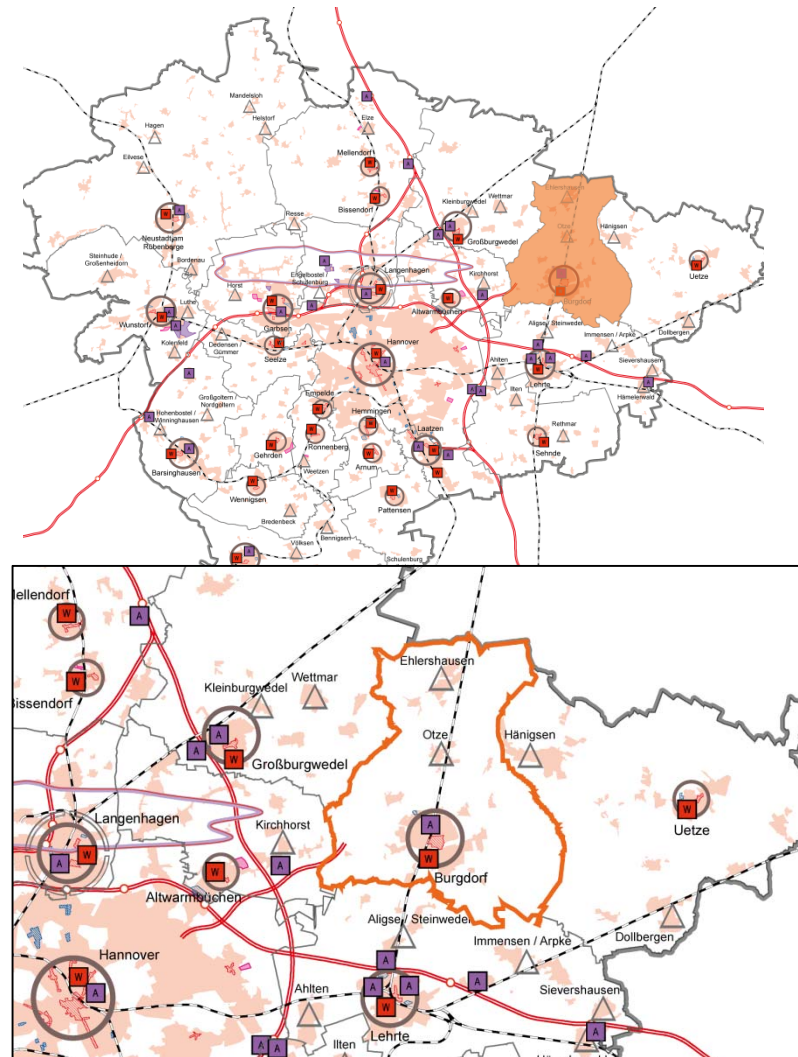 Mandelsloh
Elze
Hagen
Helstorf
Eilvese
Mellendorf
W
Bissendorf
W
Kleinburgwedel
Wettmar
Ehlershausen
Neustadt am
Rübenberge
W
A
Resse
Großburgwedel
W
A
Otze
Hänigsen
Steinhude /
Großenheidorn
Bordenau
Engelbostel /
Schulenburg
Langenhagen
A
W
Kirchhorst
Uetze
W
Horst
Luthe
Wunstorf
W
A
Garbsen
W
A
Altwarmbüchen
W
Burgdorf
Kolenfeld
Dedensen /
Gümmer
Seelze
W
Hannover
W
A
Aligse / Steinwedel
Immensen / Arpke
Dollbergen
Ahlten
Lehrte
W
A
Sievershausen
Hämelerwald
Großgoltern /
Nordgoltern
Empelde
W
Ilten
Hohenbostel /
Winninghausen
Hemmingen
W
Laatzen
W
A
Rethmar
Barsinghausen
W
A
Gehrden
W
Ronnenberg
W
Sehnde
W
Weetzen
Arnum
W
Wennigsen
W
Pattensen
W
Bredenbeck
Bennigsen
Völksen
Schulenburg
W
A
Mellendorf
W
A
Ehlershausen
Wettmar
Kleinburgwedel
W
Bissendorf
A
A
W
Großburgwedel
Otze
Hänigsen
Langenhagen
A
W
Kirchhorst
A
A
W
Burgdorf
W
Uetze
W
Altwarmbüchen
Aligse / Steinwedel
Immensen / Arpke
Dollbergen
Hannover
W
A
A
A
A
W
Lehrte
A
Ahlten
Sievershausen
A
A
A
Ilten